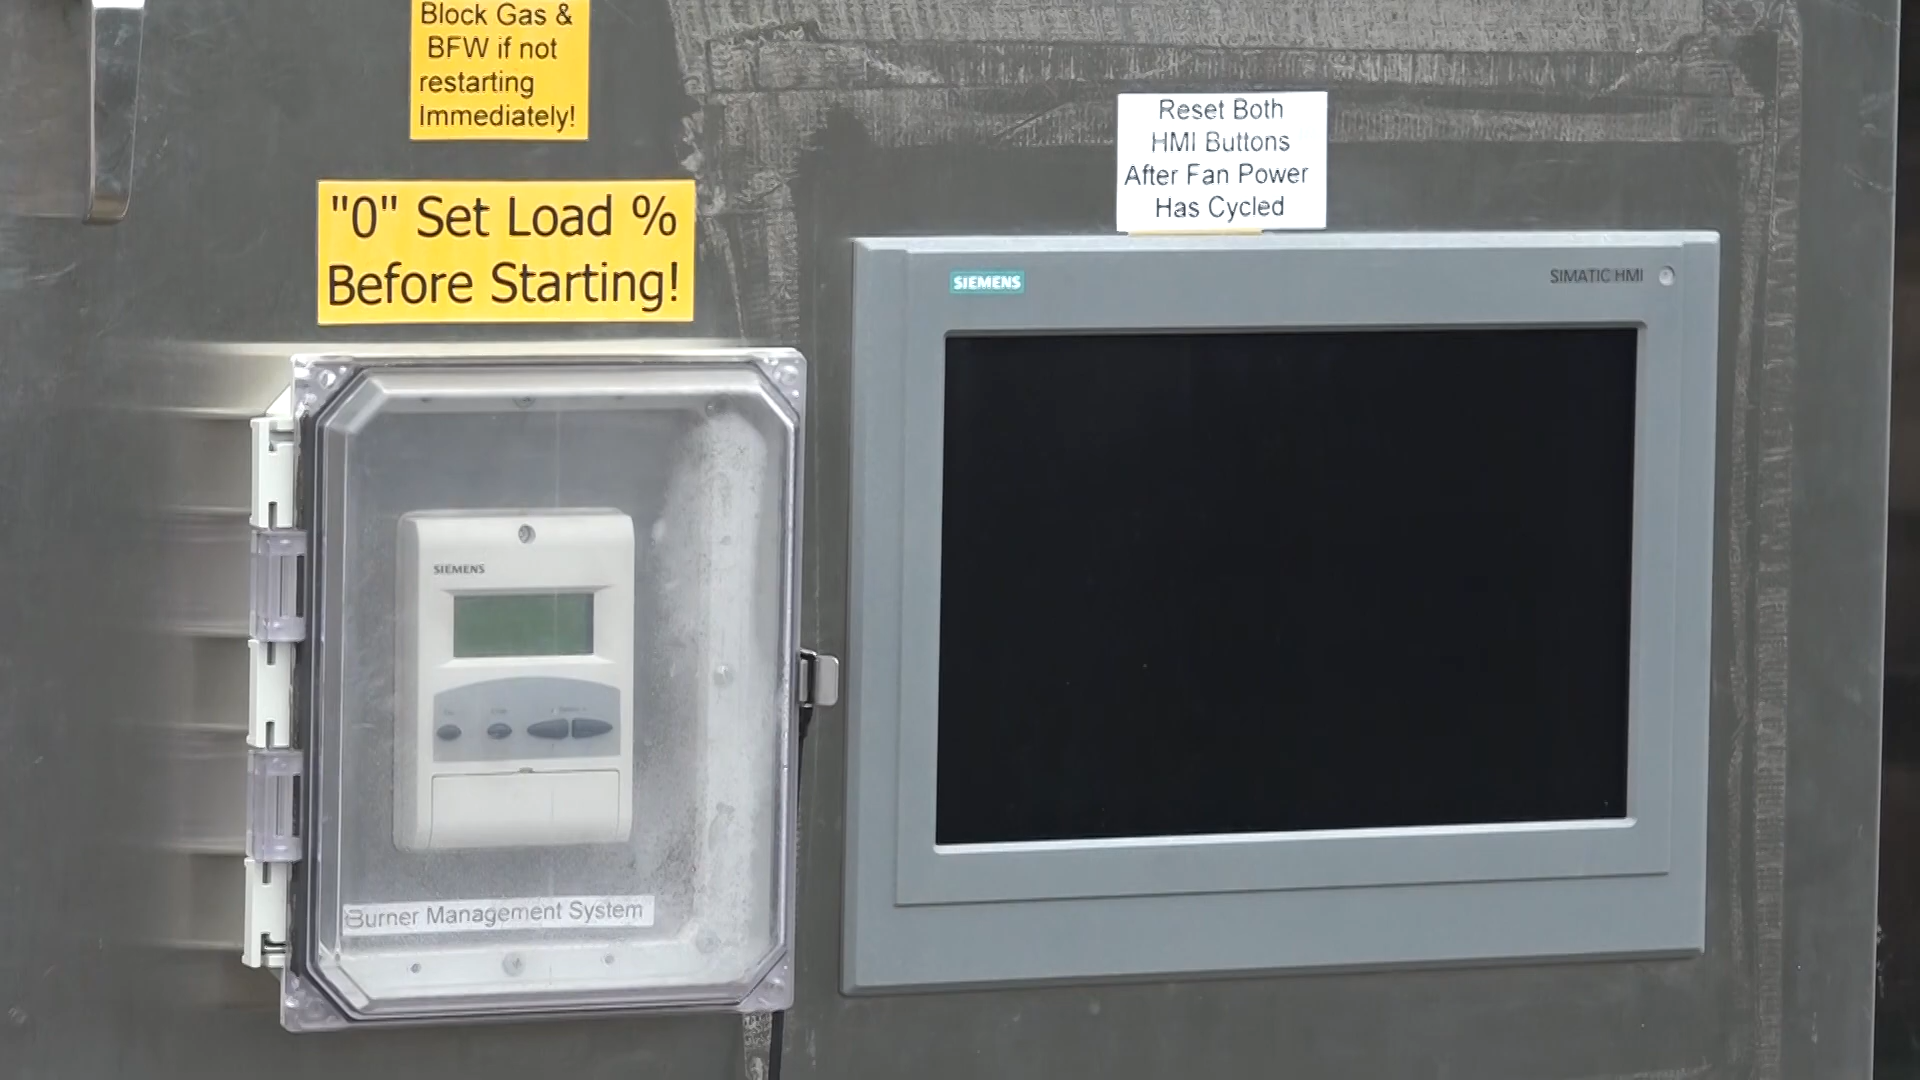 Block Gas &
BFW if not
restarting
Immediately!
"0" Set Load %
Before Starting!
Reset Both
HMI Buttons
After Fan Power
Has Cycled
SIEMENS
SIMATIC HMI
SIEMENS
Burner Management System